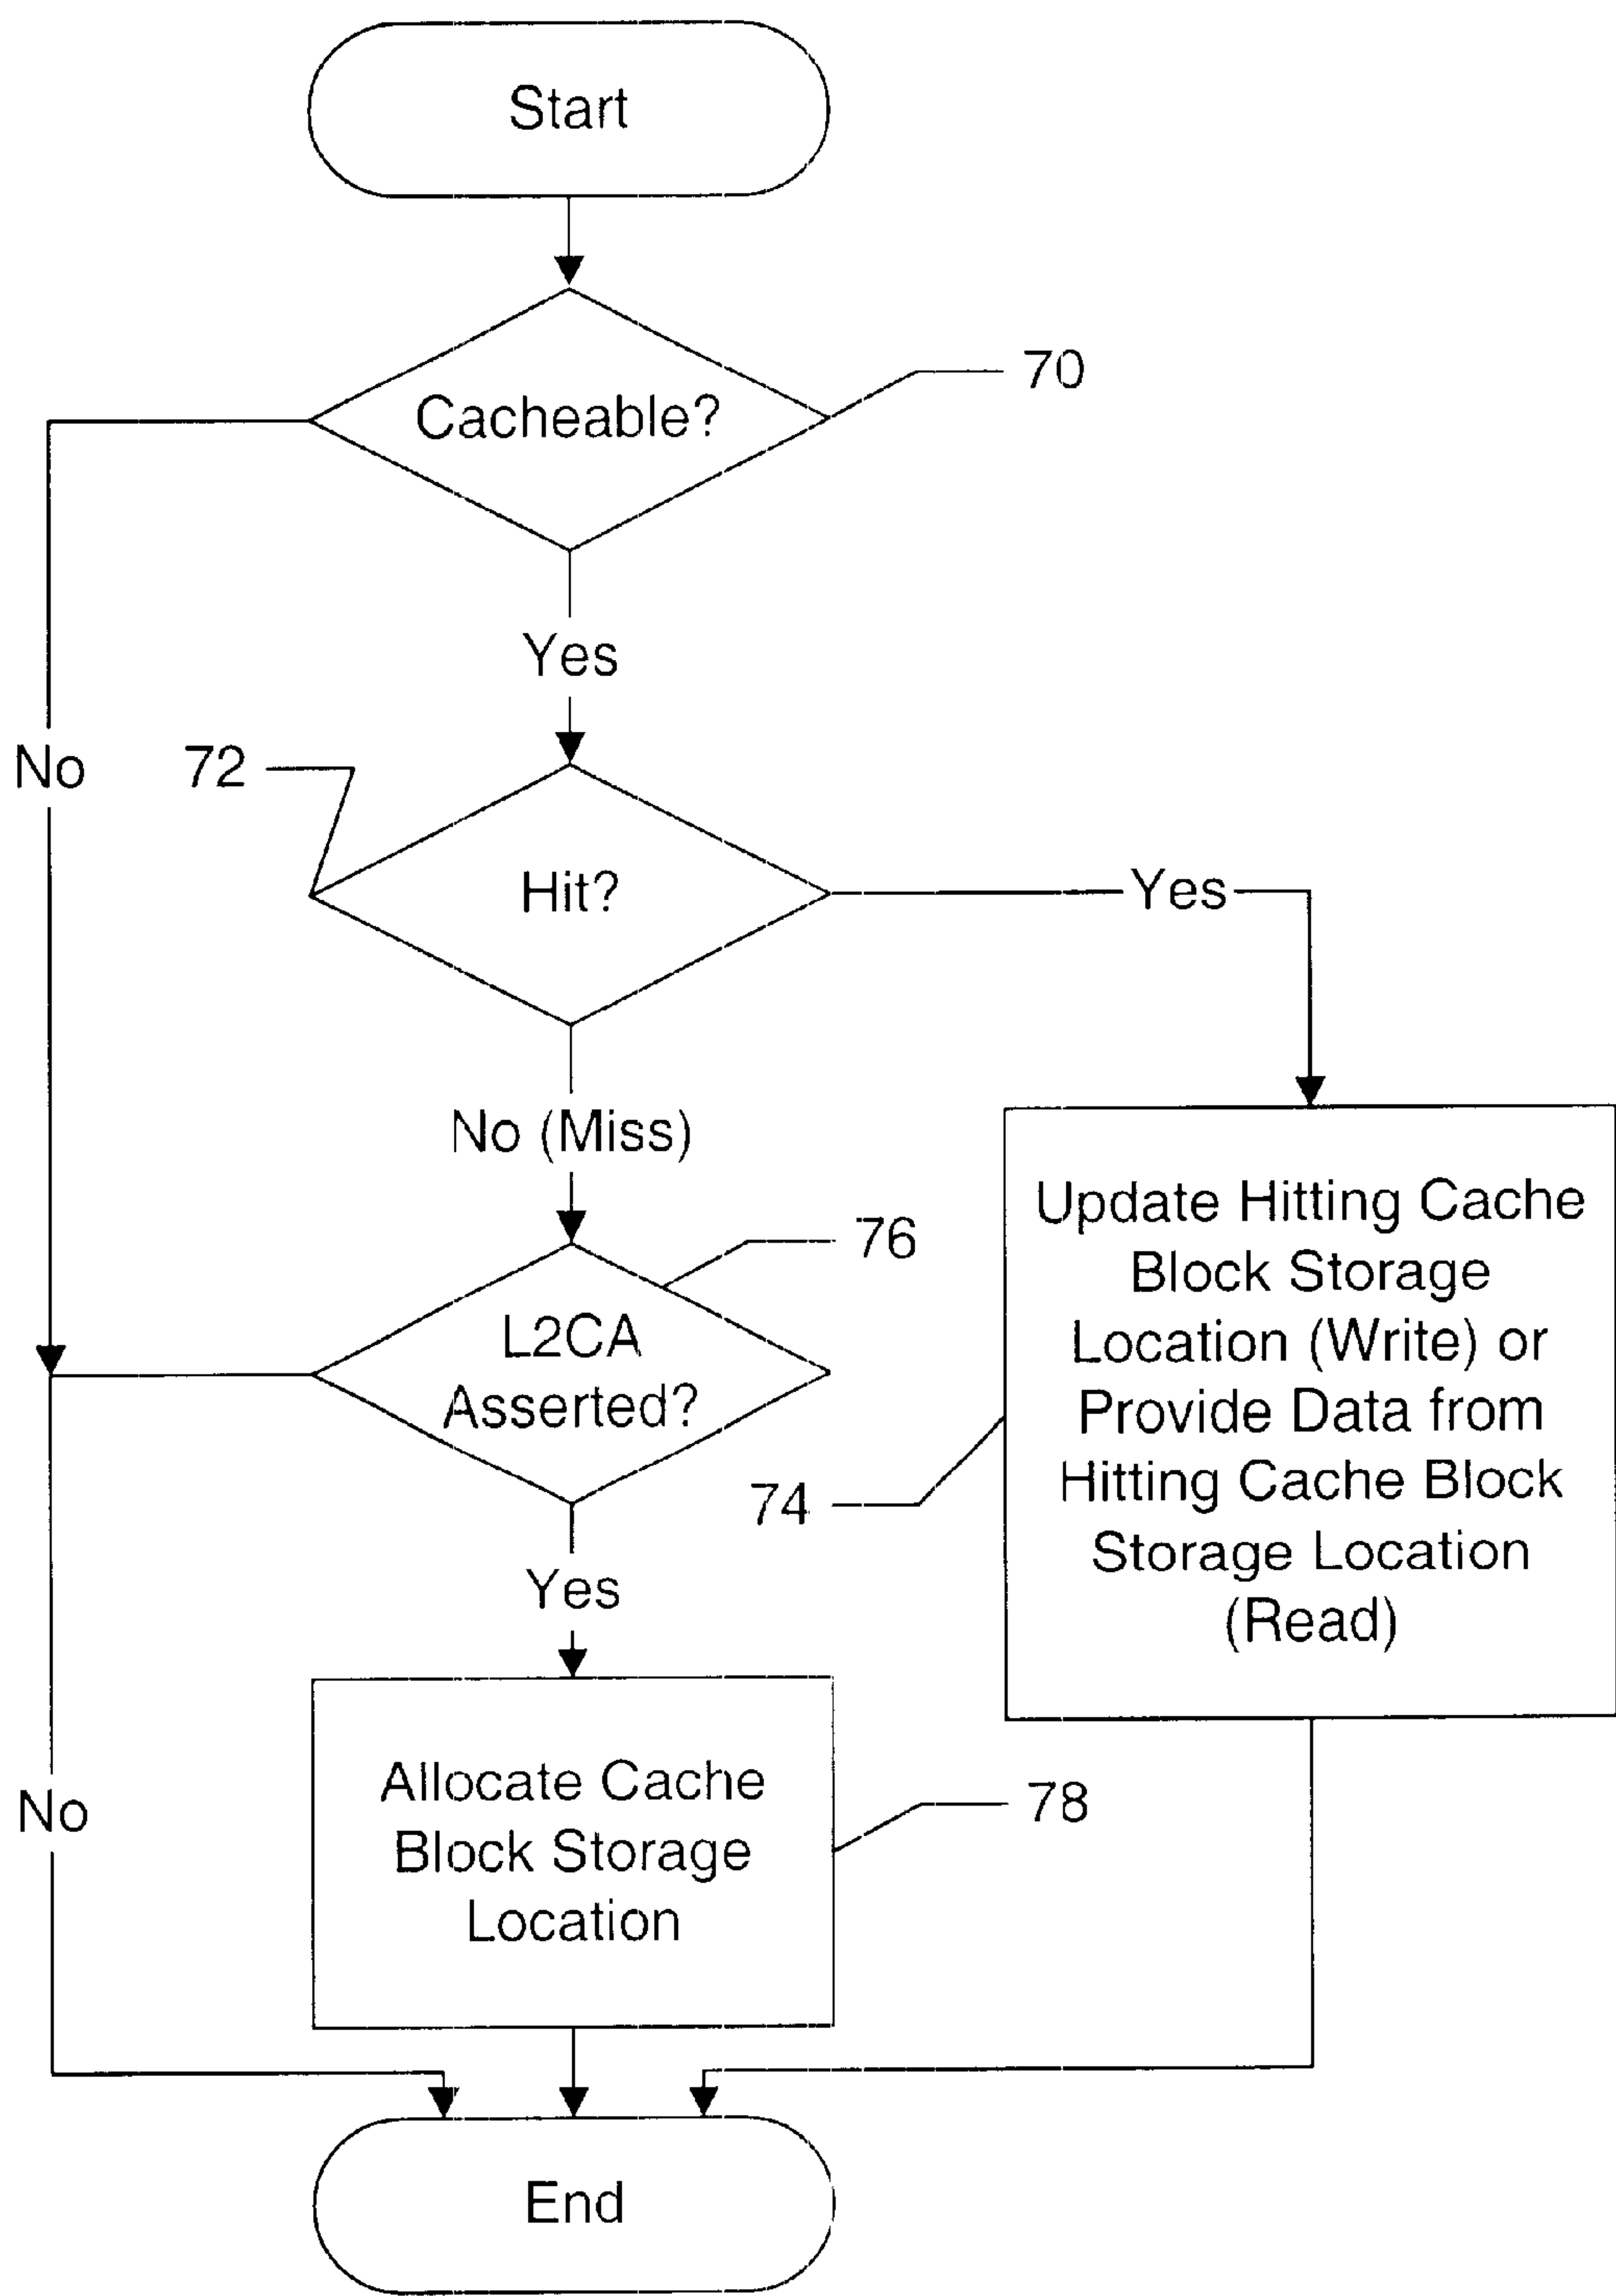 Start
Cacheable?
70
Yes
No
72
Hit?
Yes
No (Miss)
76
L2CA
Asserted?
74
Update Hitting Cache
Block Storage
Location (Write) or
Provide Data from
Hitting Cache Block
Storage Location
(Read)
Yes
Allocate Cache
Block Storage
Location
78
No
End